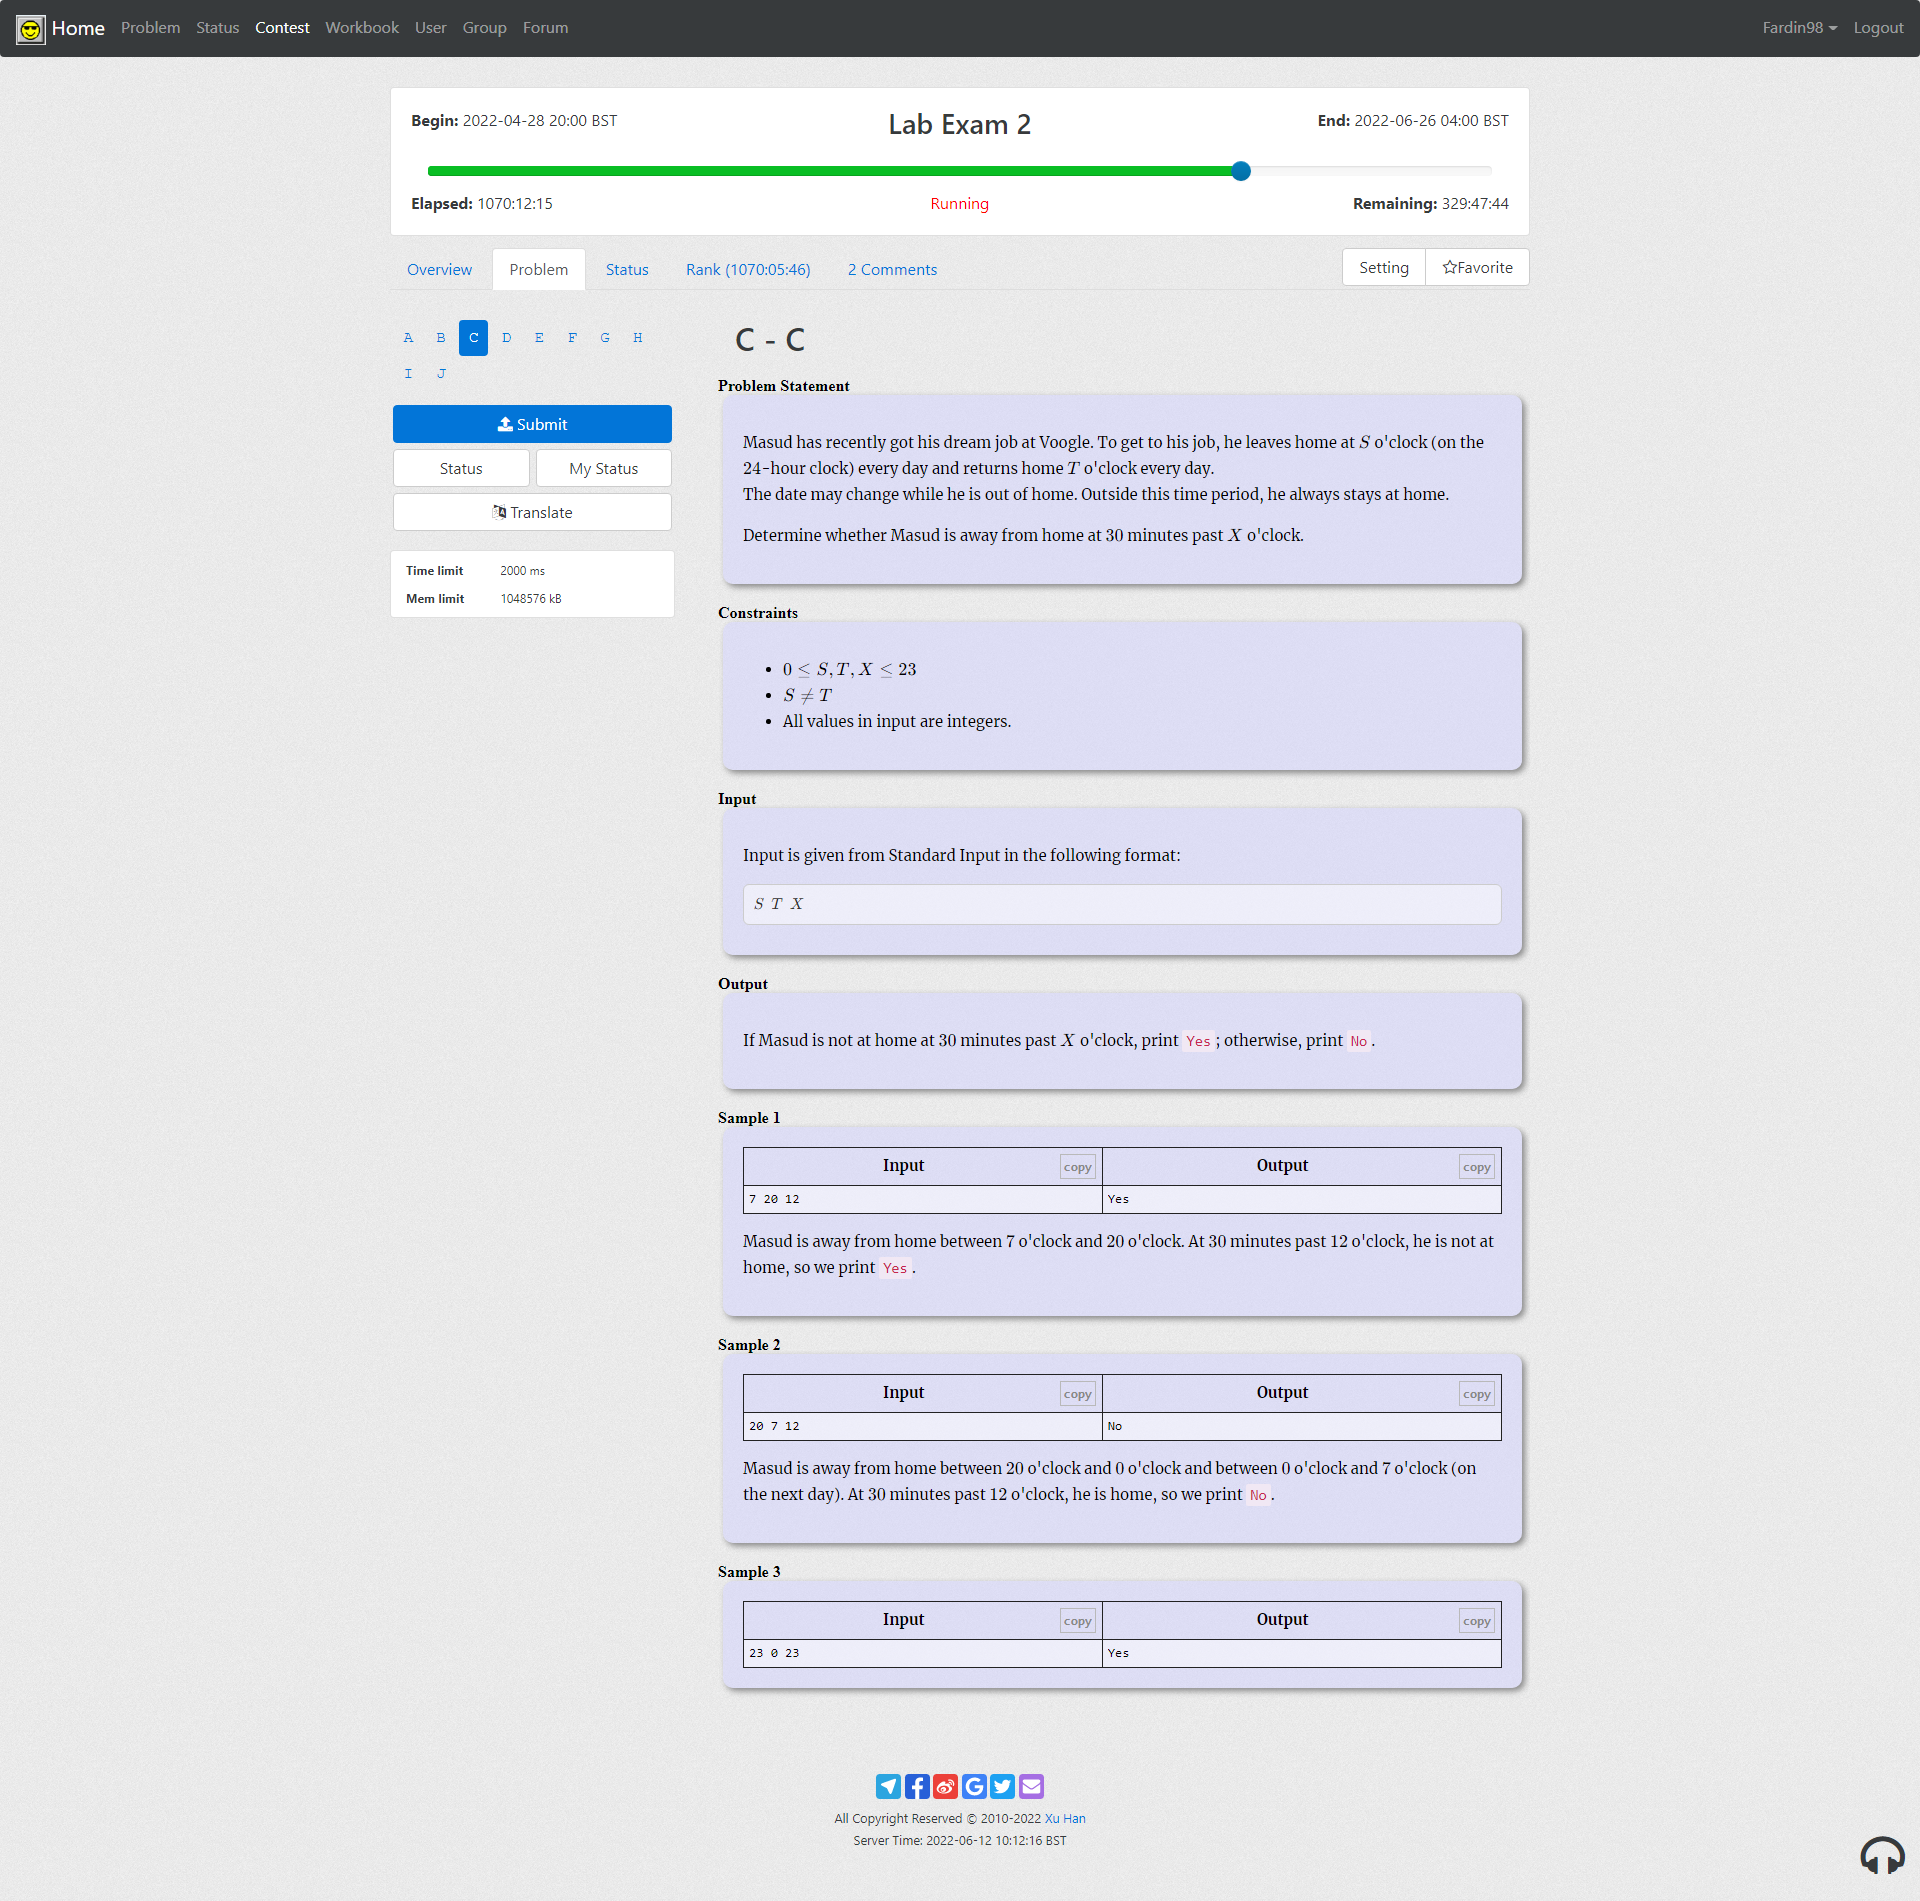 Home Problem Status Contest Workbook User Group Forum Fardin98 Logout
Begin: 2022-04-28 20:00 BST Lab Exam 2 End: 2022-06-26 04:00 BST
Elapsed: 1070:12:15 Running Remaining: 329:47:44
Overview Problem Status Rank (1070:05:46) 2 Comments Setting Favorite
A B C D E F G H
I J
Submit
Status My Status
Translate
Time limit 2000 ms
Mem limit 1048576 kB
C - C
Problem Statement
Masud has recently got his dream job at Voogle. To get to his job, he leaves home at S o'clock (on the
24-hour clock) every day and returns home T o'clock every day.
The date may change while he is out of home. Outside this time period, he always stays at home.
Determine whether Masud is away from home at 30 minutes past X o'clock.
Constraints
• 0 ≤ S, T, X ≤ 23
• S ≠ T
• All values in input are integers.
Input
Input is given from Standard Input in the following format:
S T X
Output
If Masud is not at home at 30 minutes past X o'clock, print Yes; otherwise, print No.
Sample 1
Input copy Output copy
7 20 12 Yes
Masud is away from home between 7 o'clock and 20 o'clock. At 30 minutes past 12 o'clock, he is not at
home, so we print Yes.
Sample 2
Input copy Output copy
20 7 12 No
Masud is away from home between 20 o'clock and 0 o'clock and between 0 o'clock and 7 o'clock (on
the next day). At 30 minutes past 12 o'clock, he is home, so we print No.
Sample 3
Input copy Output copy
23 0 23 Yes
All Copyright Reserved © 2010-2022 Xu Han
Server Time: 2022-06-12 10:12:16 BST